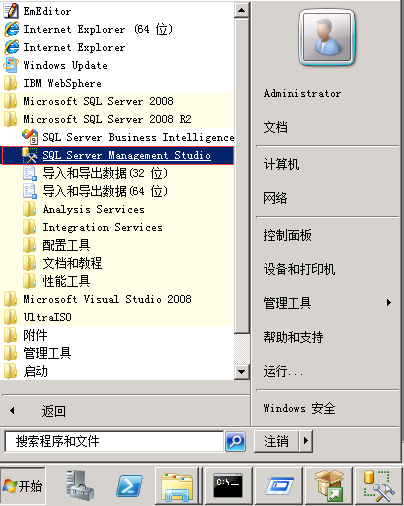 EmEditor
Internet Explorer (64 位)
Internet Explorer
Windows Update
IBM WebSphere
Microsoft SQL Server 2008
Microsoft SQL Server 2008 R2
SQL Server Business Intelligence
SQL Server Management Studio
导入和导出数据(32 位)
导入和导出数据(64 位)
Analysis Services
Integration Services
配置工具
文档和教程
性能工具
Microsoft Visual Studio 2008
UltraISO
附件
管理工具
启动
返回
搜索程序和文件
Administrator
文档
计算机
网络
控制面板
设备和打印机
管理工具
帮助和支持
运行...
Windows 安全
注销
开始
C:\